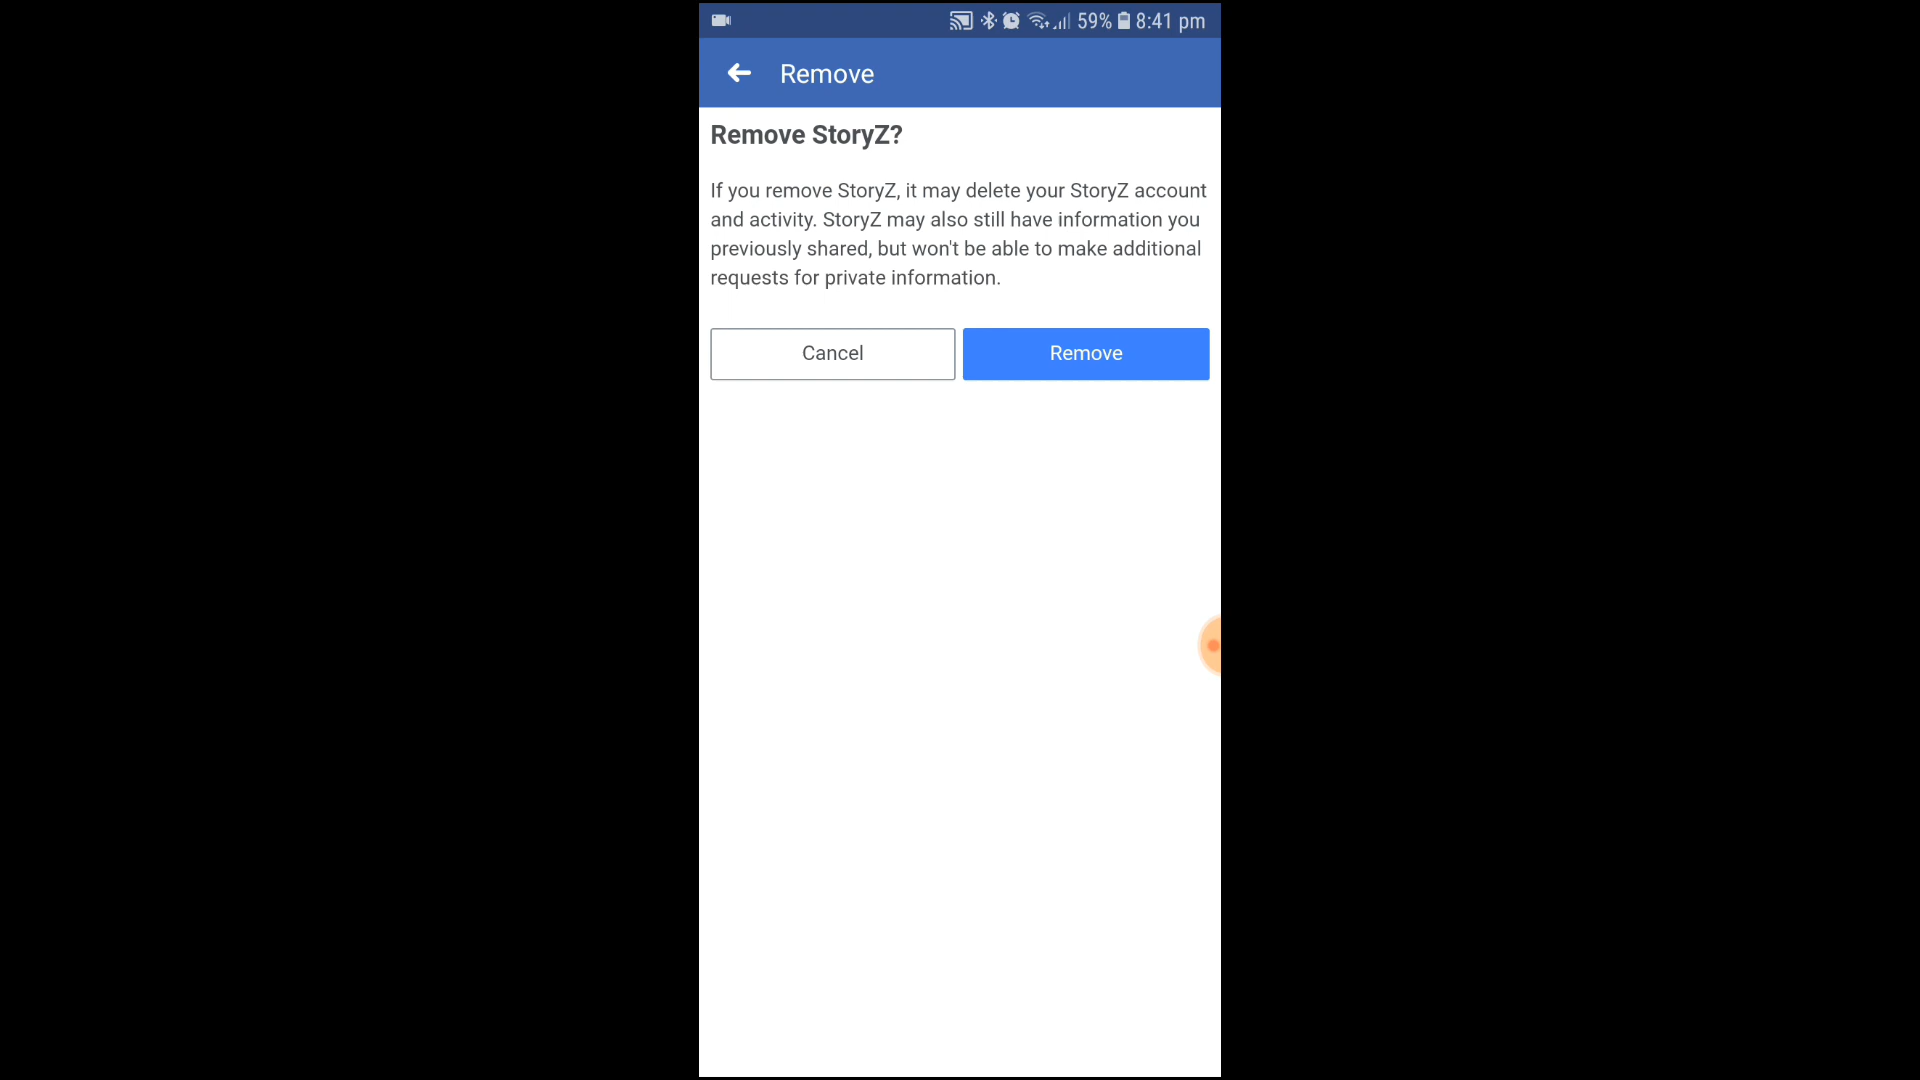 59% 8:41 pm
Remove
Remove StoryZ?
If you remove StoryZ, it may delete your StoryZ account
and activity. StoryZ may also still have information you
previously shared, but won't be able to make additional
requests for private information.
Cancel Remove